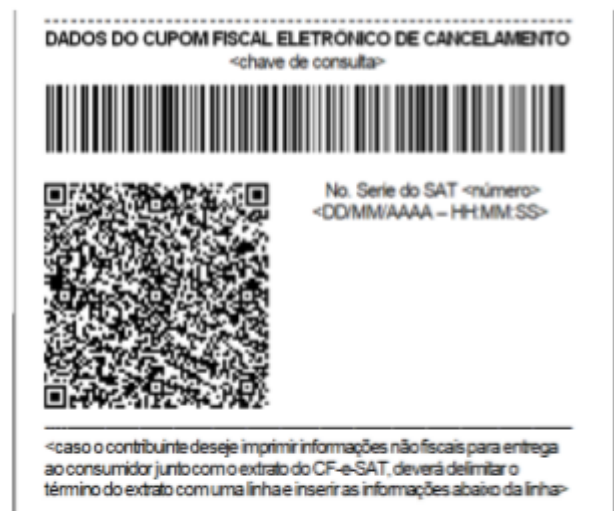 DADOS DO CUPOM FISCAL ELETRÔNICO DE CANCELAMENTO
<chave de consulta>
No. Serie do SAT <número>
<DD/MM/AAAA – HH:MM:SS>
<caso o contribuinte deseje imprimir informações não fiscais para entrega
ao consumidor junto com o extrato do CF-e-SAT, deverá delimitar o
término do extrato com uma linha e inserir as informações abaixo da linha>